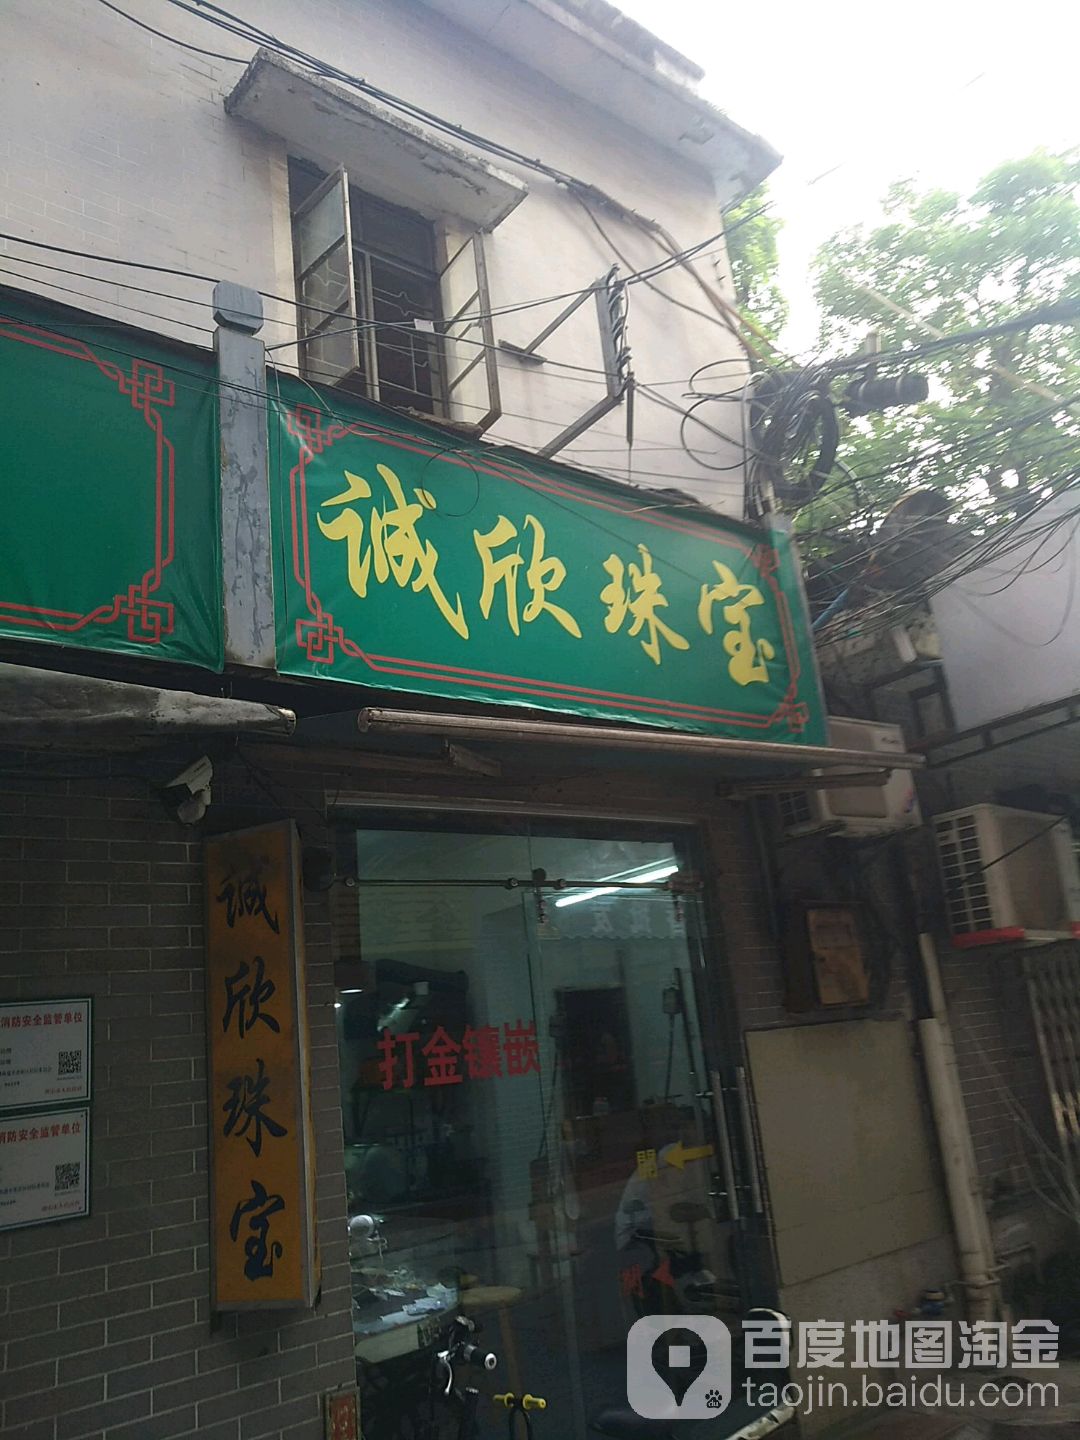 诚欣珠宝
诚欣珠宝
打金镶嵌
開
消防安全监管单位
消防安全监管单位
百度地图淘金
taojin.baidu.com